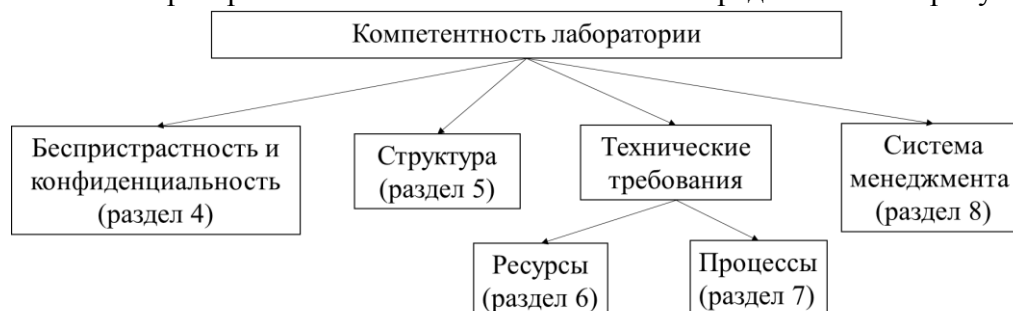 Компетентность лаборатории
Беспристрастность и
конфиденциальность
(раздел 4)
Структура
(раздел 5)
Технические
требования
Система
менеджмента
(раздел 8)
Ресурсы
(раздел 6)
Процессы
(раздел 7)